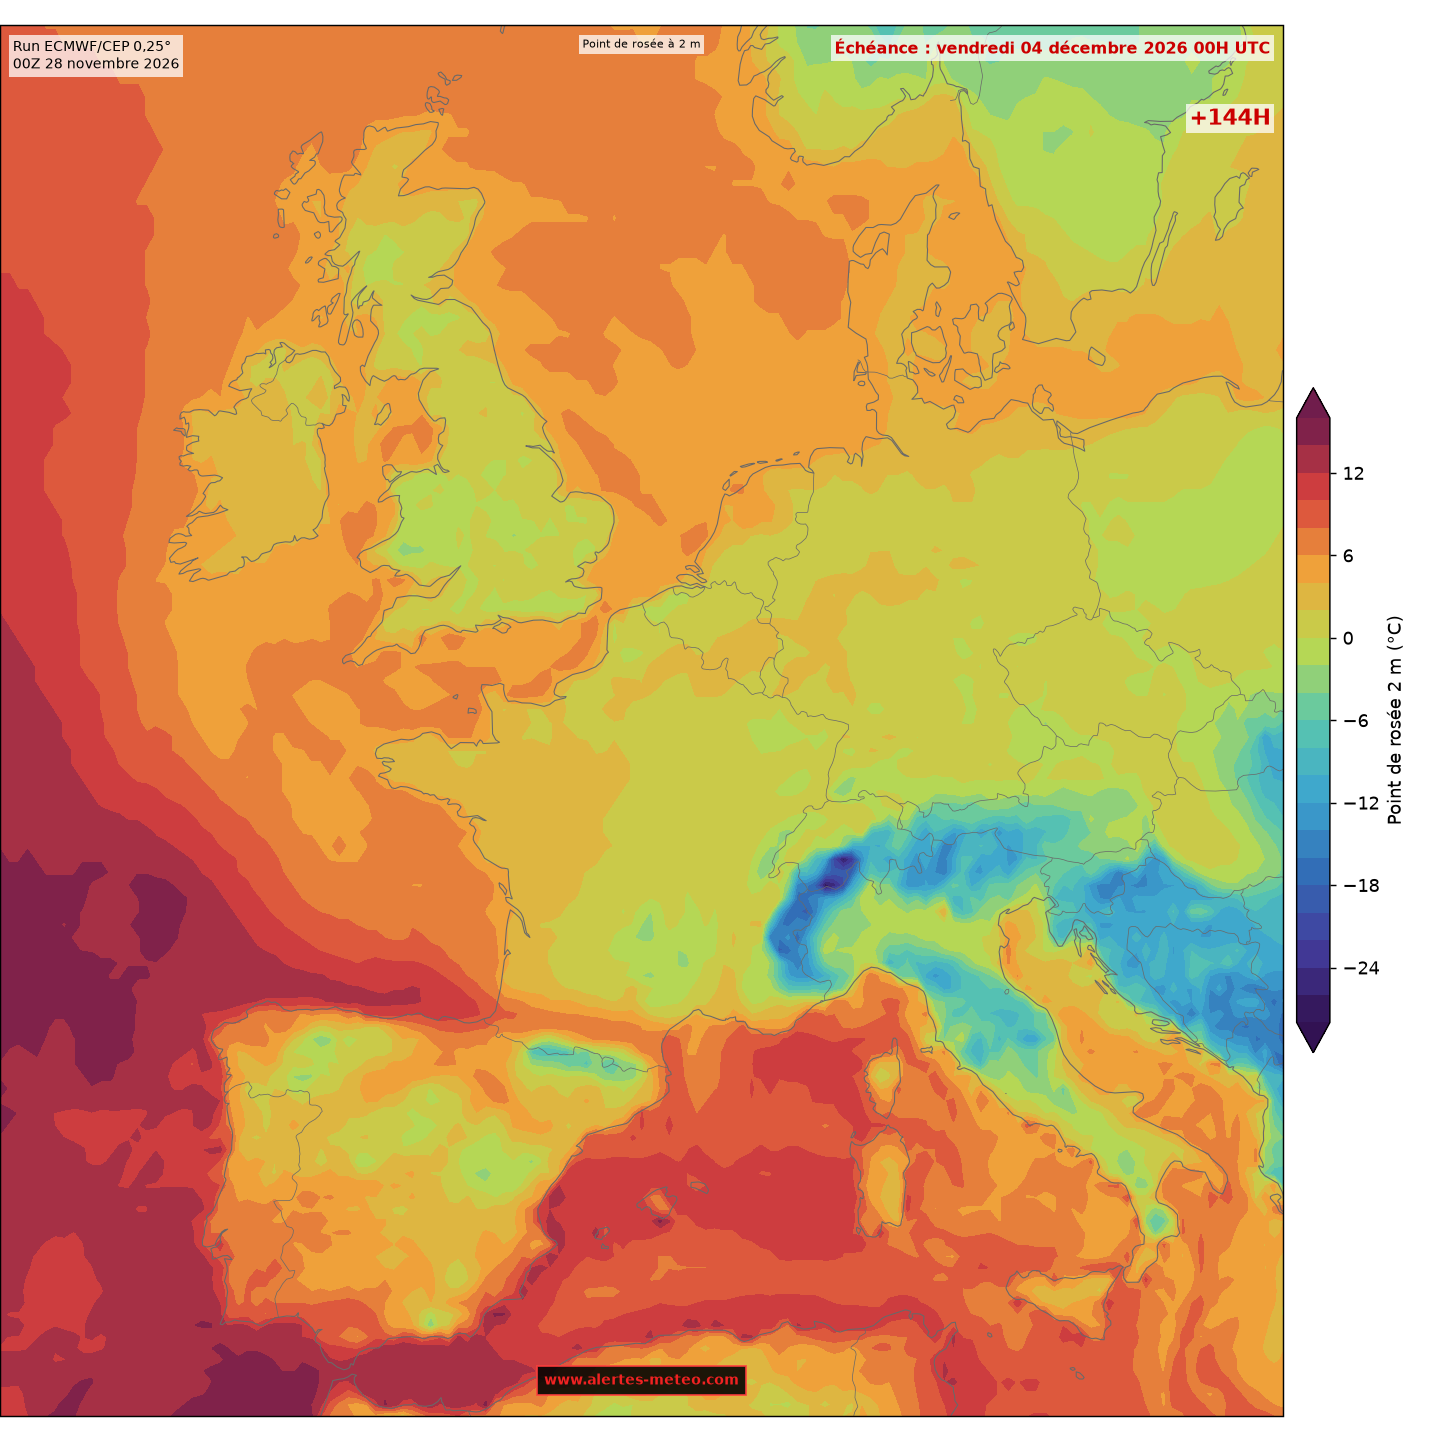 Run ECMWF/CEP 0,25°
00Z 28 novembre 2026
Point de rosée à 2 m
Échéance : vendredi 04 décembre 2026 00H UTC
+144H
12
6
0
−6
−12
−18
−24
Point de rosée 2 m (°C)
www.alertes-meteo.com